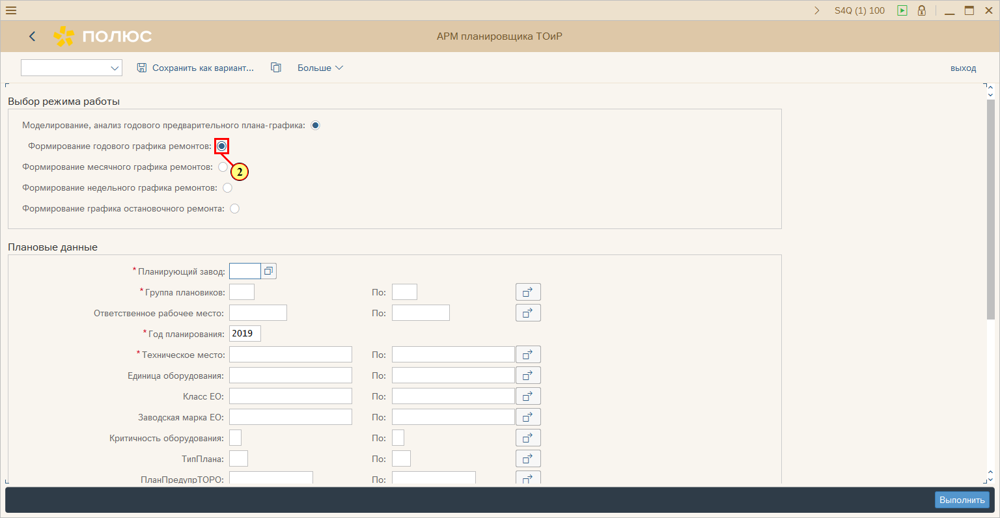 S4Q (1) 100
ПОЛЮС
АРМ планировщика ТОиР
Сохранить как вариант...
Больше
выход
Выбор режима работы
Моделирование, анализ годового предварительного плана-графика:
Формирование годового графика ремонтов:
Формирование месячного графика ремонтов:
2
Формирование недельного графика ремонтов:
Формирование графика остановочного ремонта:
Плановые данные
* Планирующий завод:
* Группа плановиков: По:
Ответственное рабочее место: По:
* Год планирования: 2019
* Техническое место: По:
Единица оборудования: По:
Класс ЕО: По:
Заводская марка ЕО: По:
Критичность оборудования: По:
ТипПлана: По:
ПланПредупрТОРО: По:
Выполнить